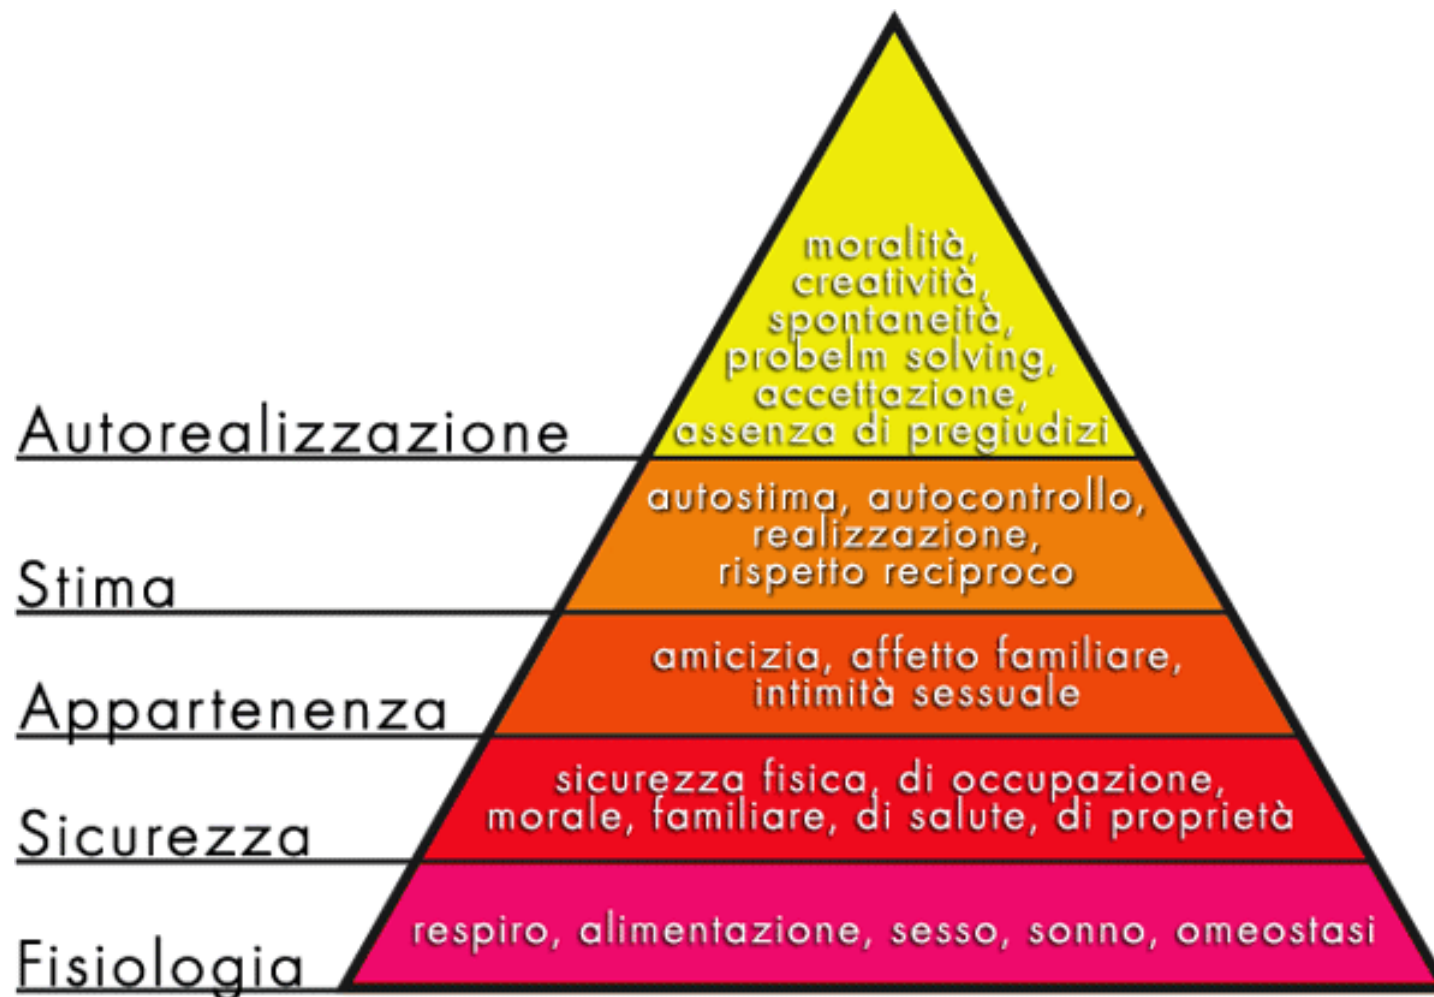 moralità,
creatività,
spontaneità,
probelm solving,
accettazione,
assenza di pregiudizi
Autorealizzazione
autostima, autocontrollo,
realizzazione,
rispetto reciproco
Stima
amicizia, affetto familiare,
intimità sessuale
Appartenenza
sicurezza fisica, di occupazione,
morale, familiare, di salute, di proprietà
Sicurezza
respiro, alimentazione, sesso, sonno, omeostasi
Fisiologia